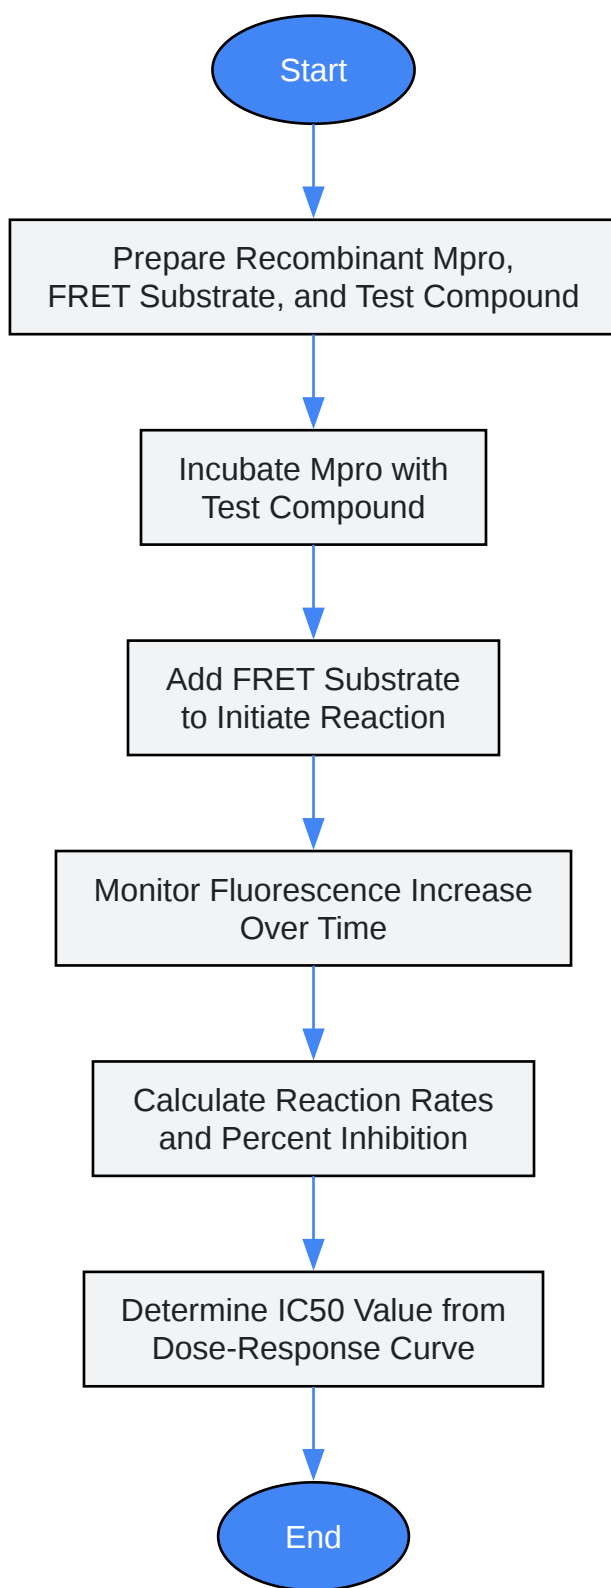 Start
Prepare Recombinant Mpro,
FRET Substrate, and Test Compound
Incubate Mpro with
Test Compound
Add FRET Substrate
to Initiate Reaction
Monitor Fluorescence Increase
Over Time
Calculate Reaction Rates
and Percent Inhibition
Determine IC50 Value from
Dose-Response Curve
End